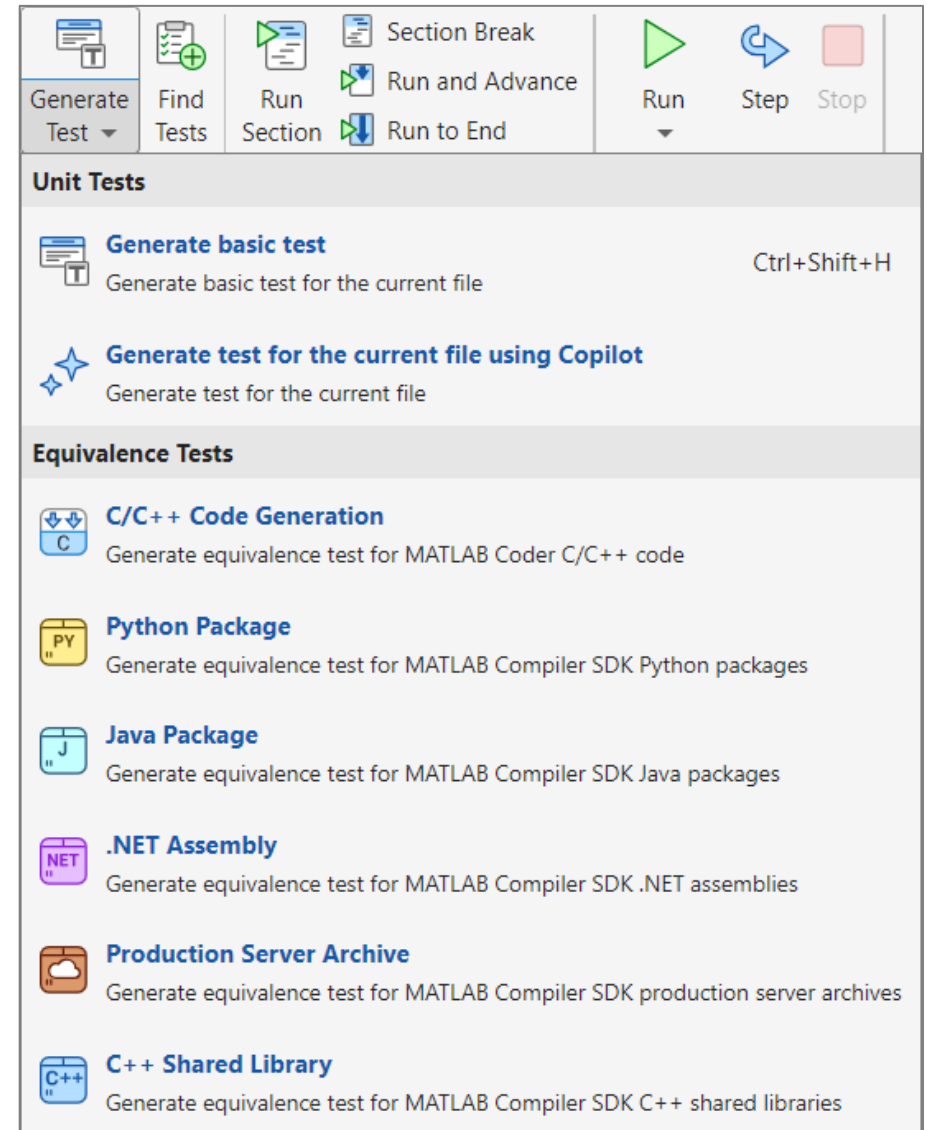 Generate
Test
Find
Tests
Run
Section
Section Break
Run and Advance
Run to End
Run
Step
Stop
Unit Tests
Generate basic test
Generate basic test for the current file
Ctrl+Shift+H
Generate test for the current file using Copilot
Generate test for the current file
Equivalence Tests
C
C/C++ Code Generation
Generate equivalence test for MATLAB Coder C/C++ code
PY
Python Package
Generate equivalence test for MATLAB Compiler SDK Python packages
J
Java Package
Generate equivalence test for MATLAB Compiler SDK Java packages
NET
.NET Assembly
Generate equivalence test for MATLAB Compiler SDK .NET assemblies
Production Server Archive
Generate equivalence test for MATLAB Compiler SDK production server archives
C++
C++ Shared Library
Generate equivalence test for MATLAB Compiler SDK C++ shared libraries